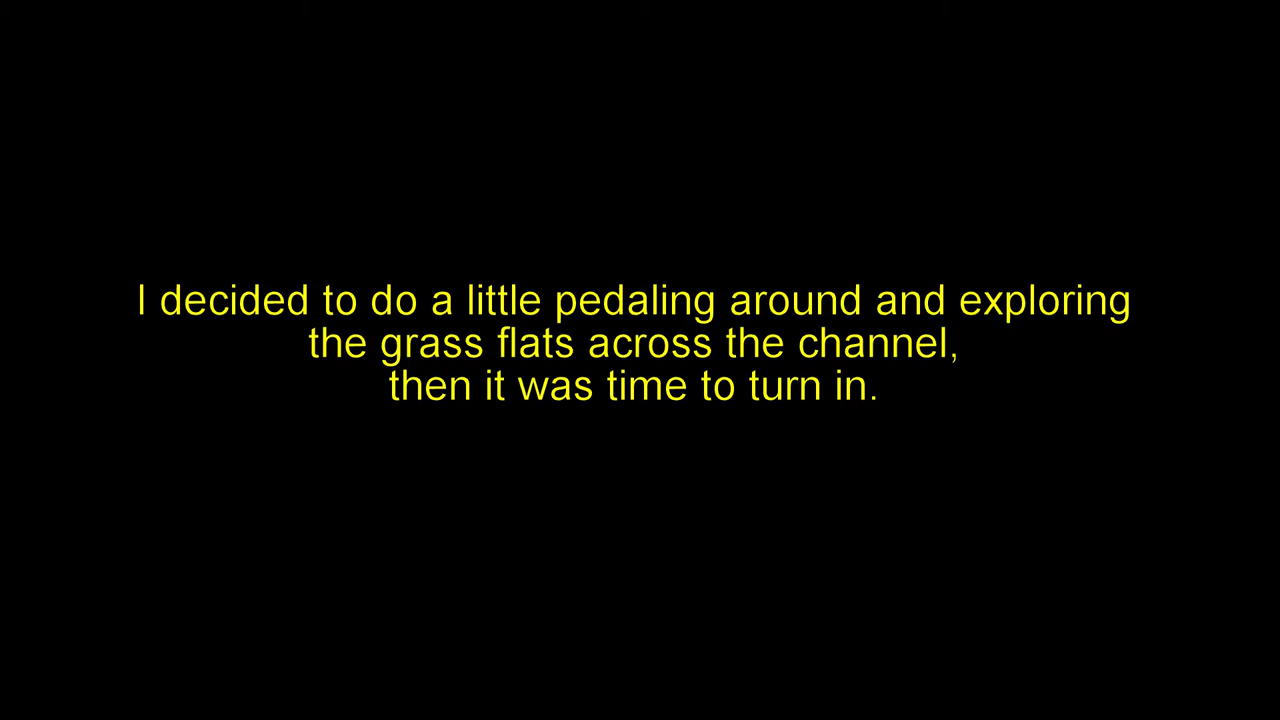 I decided to do a little pedaling around and exploring
the grass flats across the channel,
then it was time to turn in.